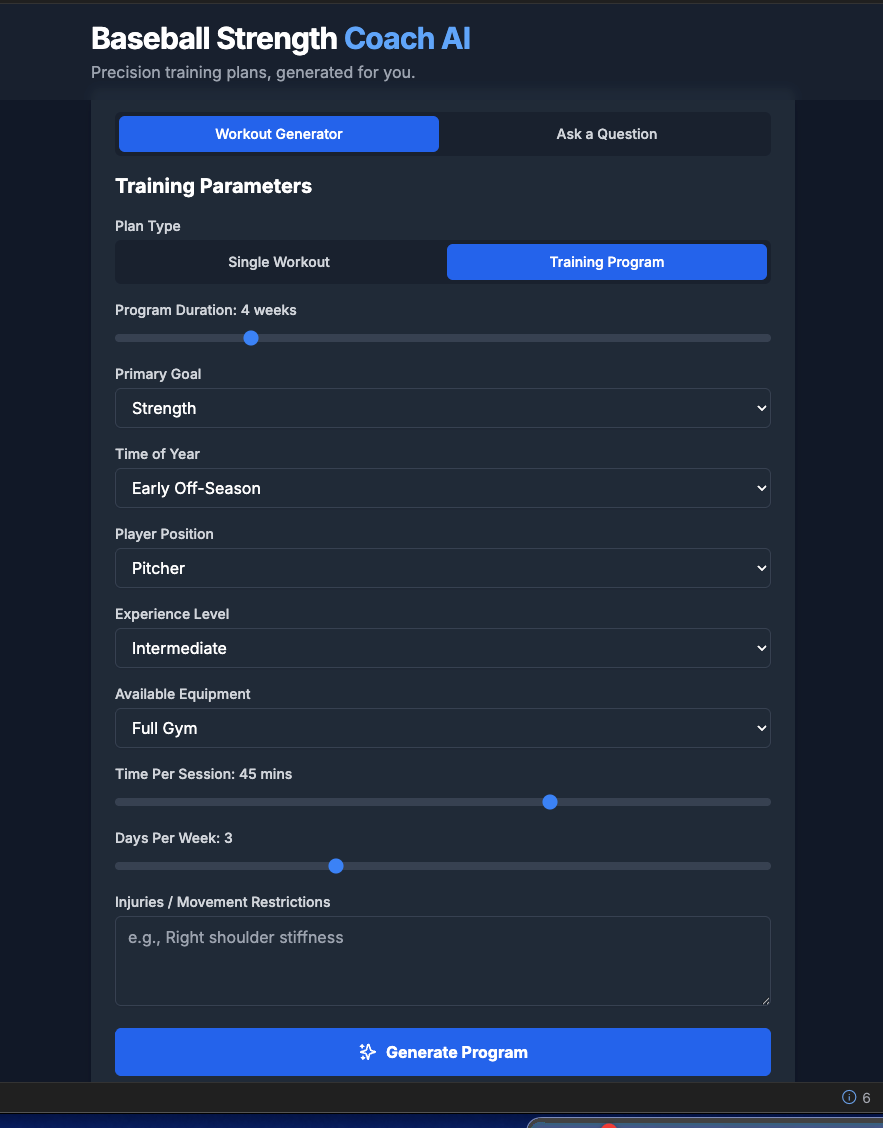 Baseball Strength Coach AI
Precision training plans, generated for you.
Workout Generator
Ask a Question
Training Parameters
Plan Type
Single Workout
Training Program
Program Duration: 4 weeks
Primary Goal
Strength
Time of Year
Early Off-Season
Player Position
Pitcher
Experience Level
Intermediate
Available Equipment
Full Gym
Time Per Session: 45 mins
Days Per Week: 3
Injuries / Movement Restrictions
e.g., Right shoulder stiffness
Generate Program
6